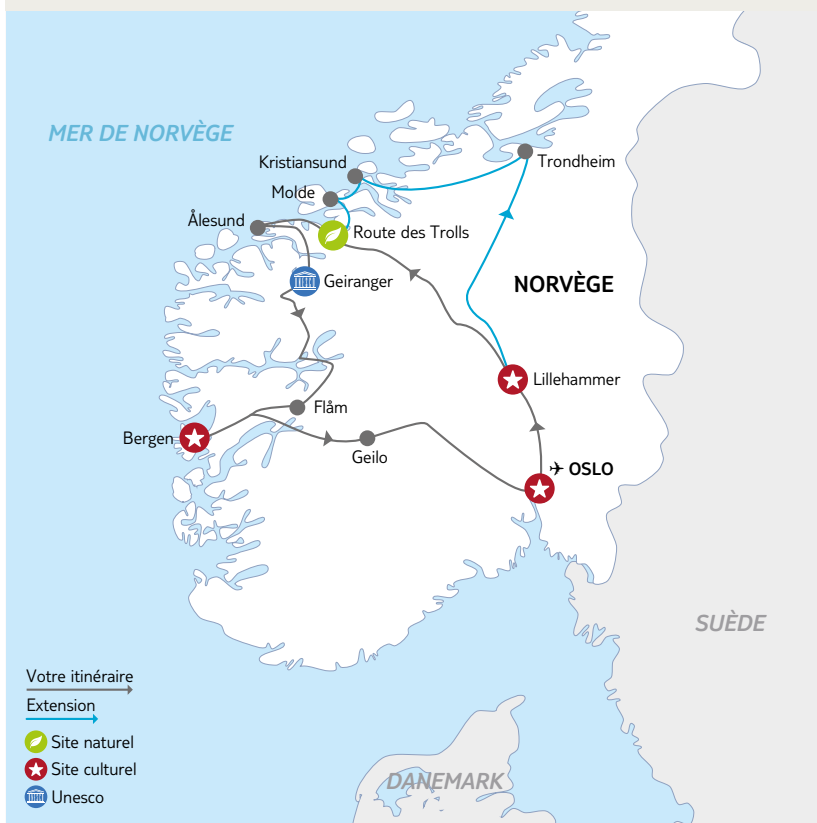 MER DE NORVÈGE
Kristiansund
Trondheim
Molde
Ålesund
Route des Trolls
Geiranger
NORVÈGE
Lillehammer
Flåm
Bergen
Geilo
OSLO
SUÈDE
Votre itinéraire
Extension
Site naturel
Site culturel
Unesco
DANEMARK